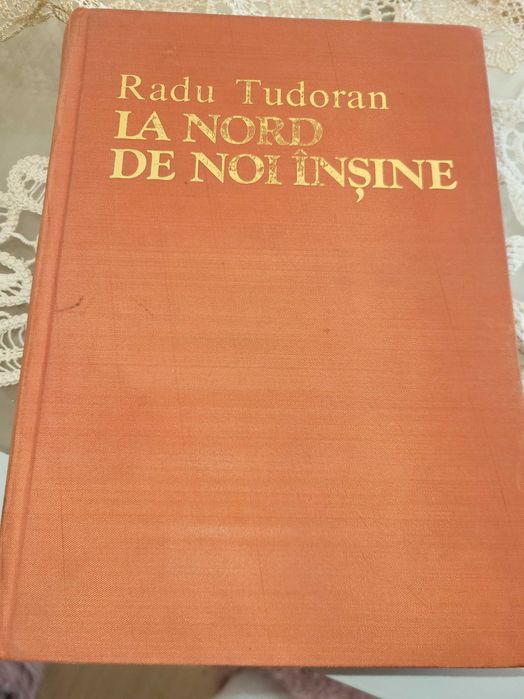 Radu Tudoran
LA NORD
DE NOI ÎNȘINE